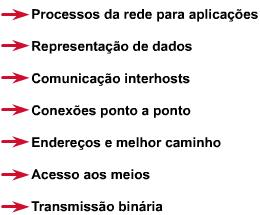 Processos da rede para aplicações
Representação de dados
Comunicação interhosts
Conexões ponto a ponto
Endereços e melhor caminho
Acesso aos meios
Transmissão binária